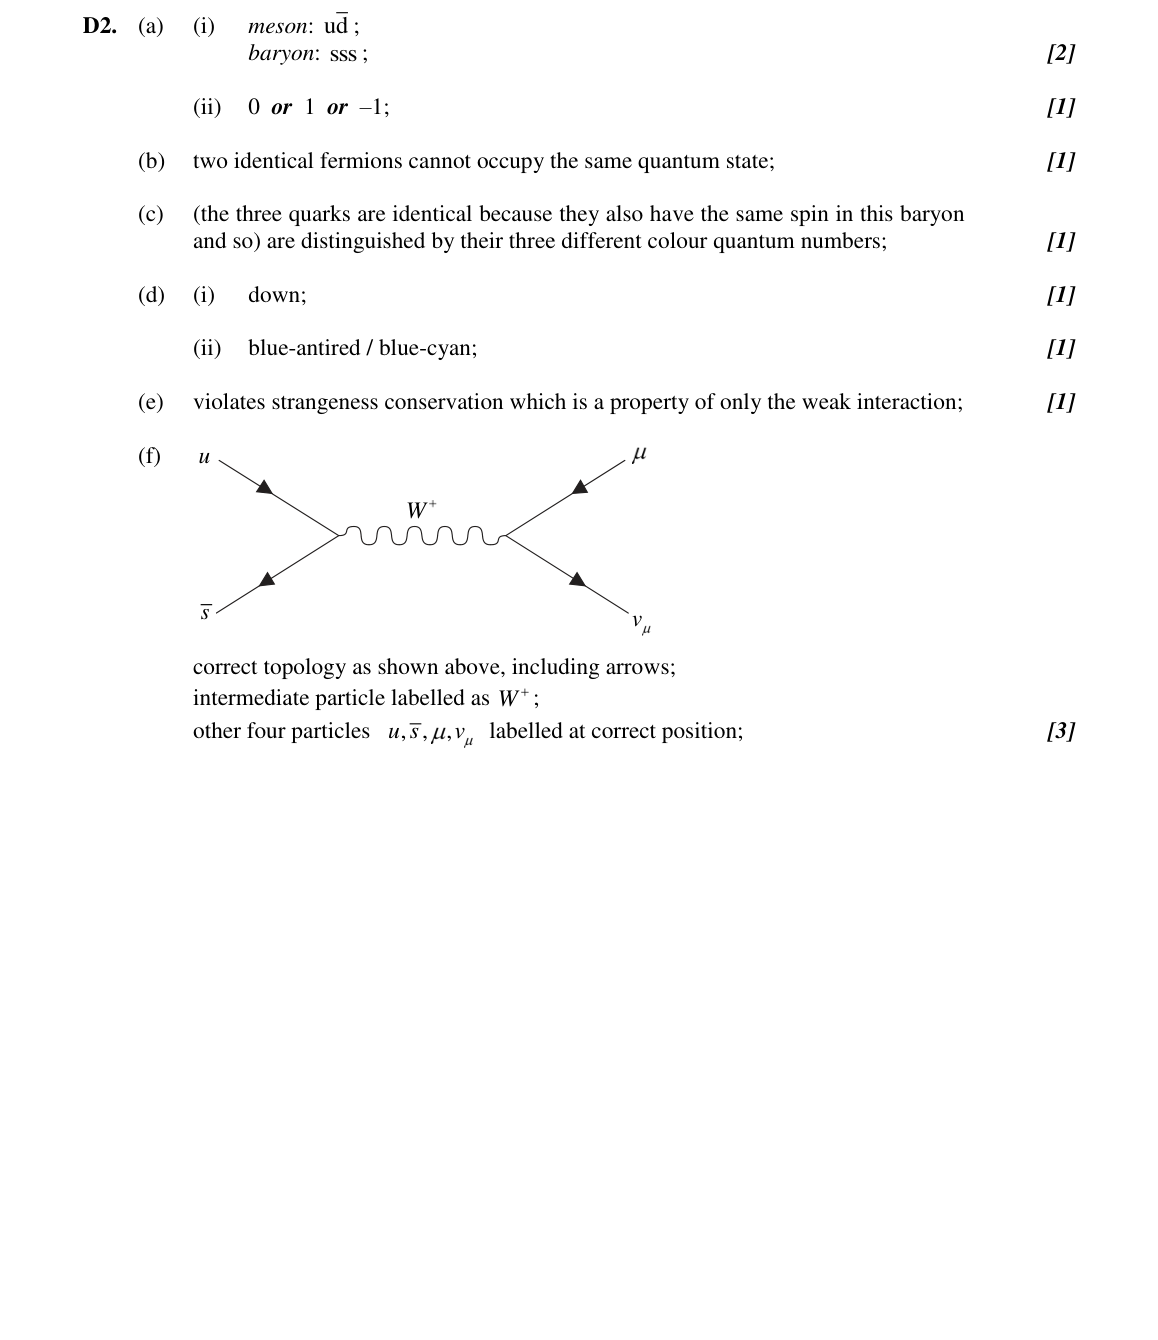 D2. (a) (i) meson: ud̅ ;
baryon: sss ; [2]
(ii) 0 or 1 or –1; [1]
(b) two identical fermions cannot occupy the same quantum state; [1]
(c) (the three quarks are identical because they also have the same spin in this baryon
and so) are distinguished by their three different colour quantum numbers; [1]
(d) (i) down; [1]
(ii) blue-antired / blue-cyan; [1]
(e) violates strangeness conservation which is a property of only the weak interaction; [1]
(f) u μ
W⁺
s̅ ν_μ
correct topology as shown above, including arrows;
intermediate particle labelled as W⁺ ;
other four particles u, s̅, μ, ν_μ labelled at correct position; [3]